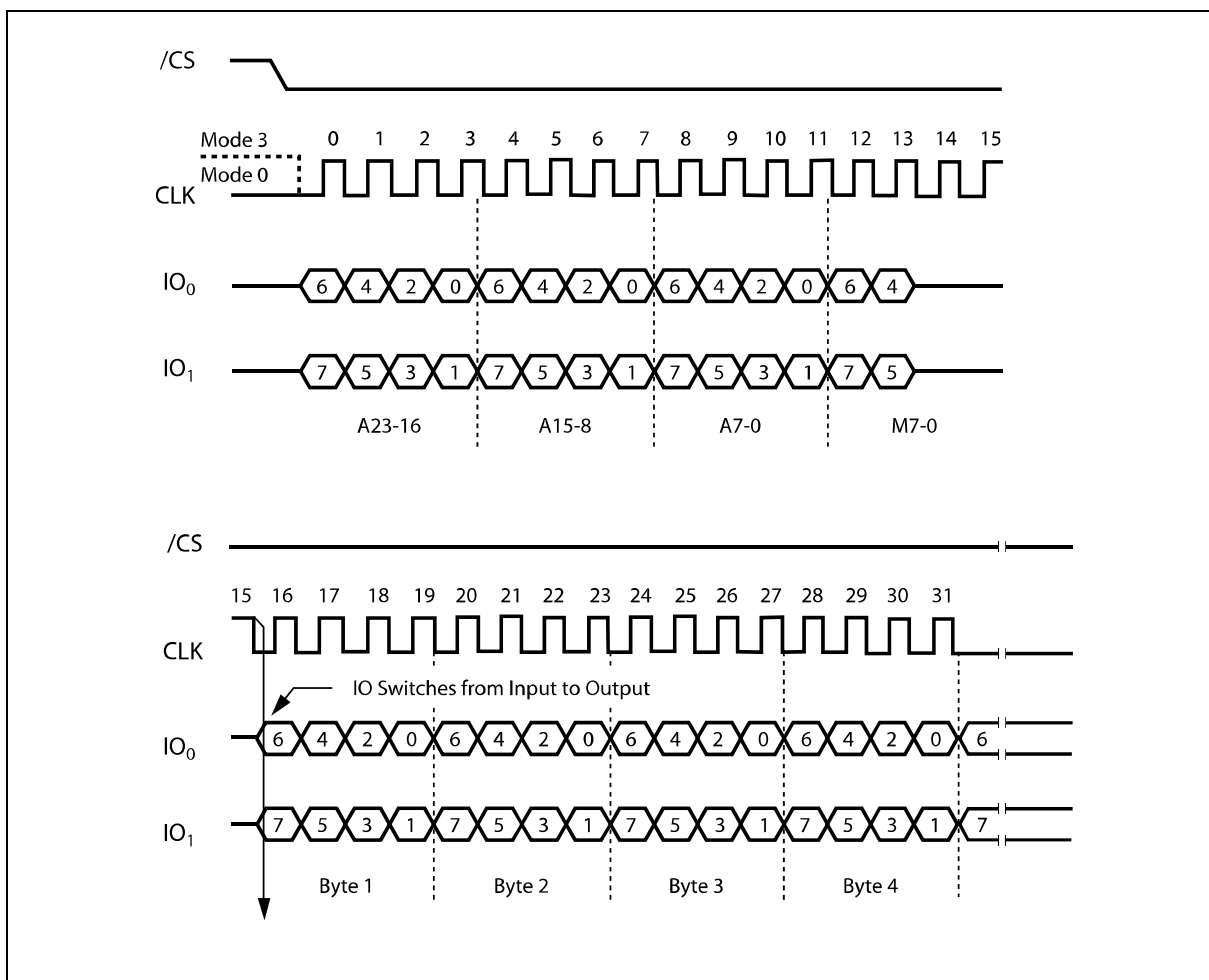 /CS
Mode 3
Mode 0
CLK
0 1 2 3 4 5 6 7 8 9 10 11 12 13 14 15
IO0 6 4 2 0 6 4 2 0 6 4 2 0 6 4
IO1 7 5 3 1 7 5 3 1 7 5 3 1 7 5
A23-16 A15-8 A7-0 M7-0
/CS
15 16 17 18 19 20 21 22 23 24 25 26 27 28 29 30 31
CLK
IO Switches from Input to Output
IO0 6 4 2 0 6 4 2 0 6 4 2 0 6 4 2 0 6
IO1 7 5 3 1 7 5 3 1 7 5 3 1 7 5 3 1 7
Byte 1 Byte 2 Byte 3 Byte 4